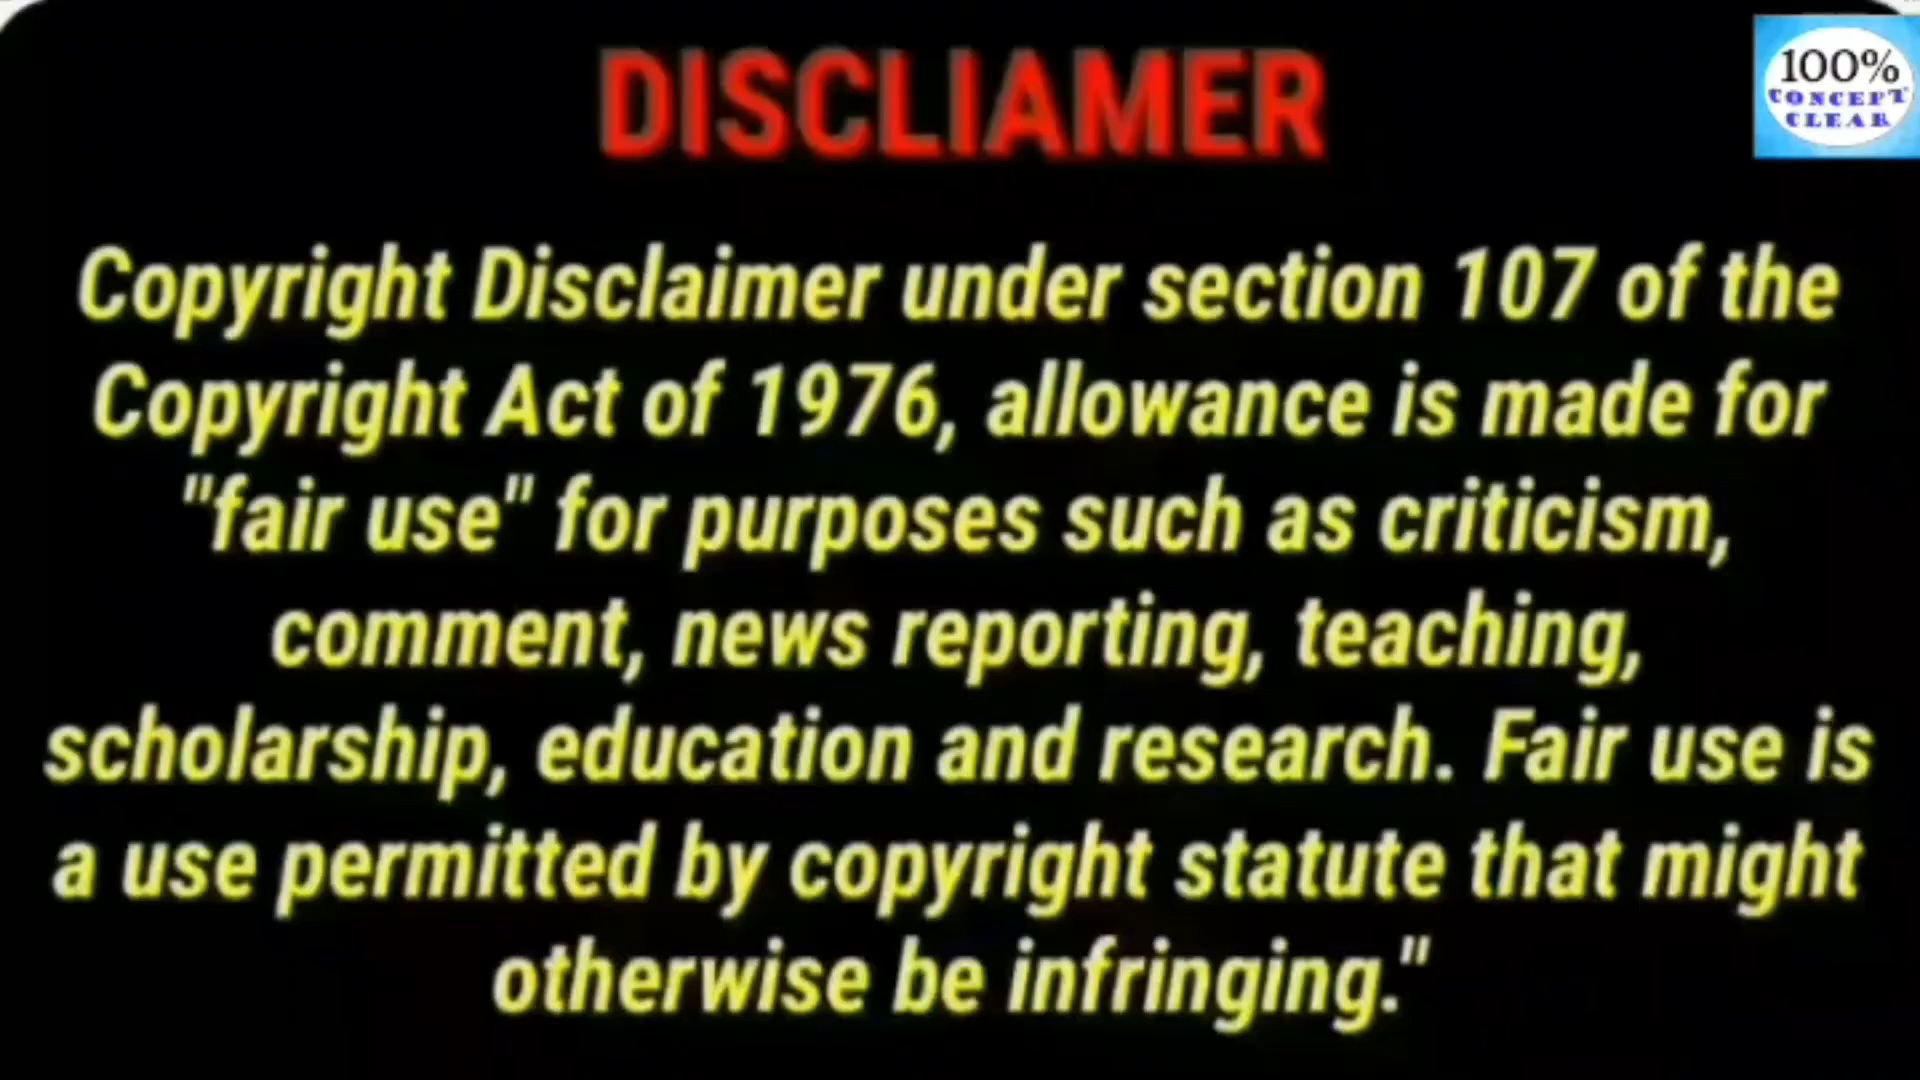 DISCLIAMER
100%
CONCEPT
CLEAR
Copyright Disclaimer under section 107 of the
Copyright Act of 1976, allowance is made for
"fair use" for purposes such as criticism,
comment, news reporting, teaching,
scholarship, education and research. Fair use is
a use permitted by copyright statute that might
otherwise be infringing."